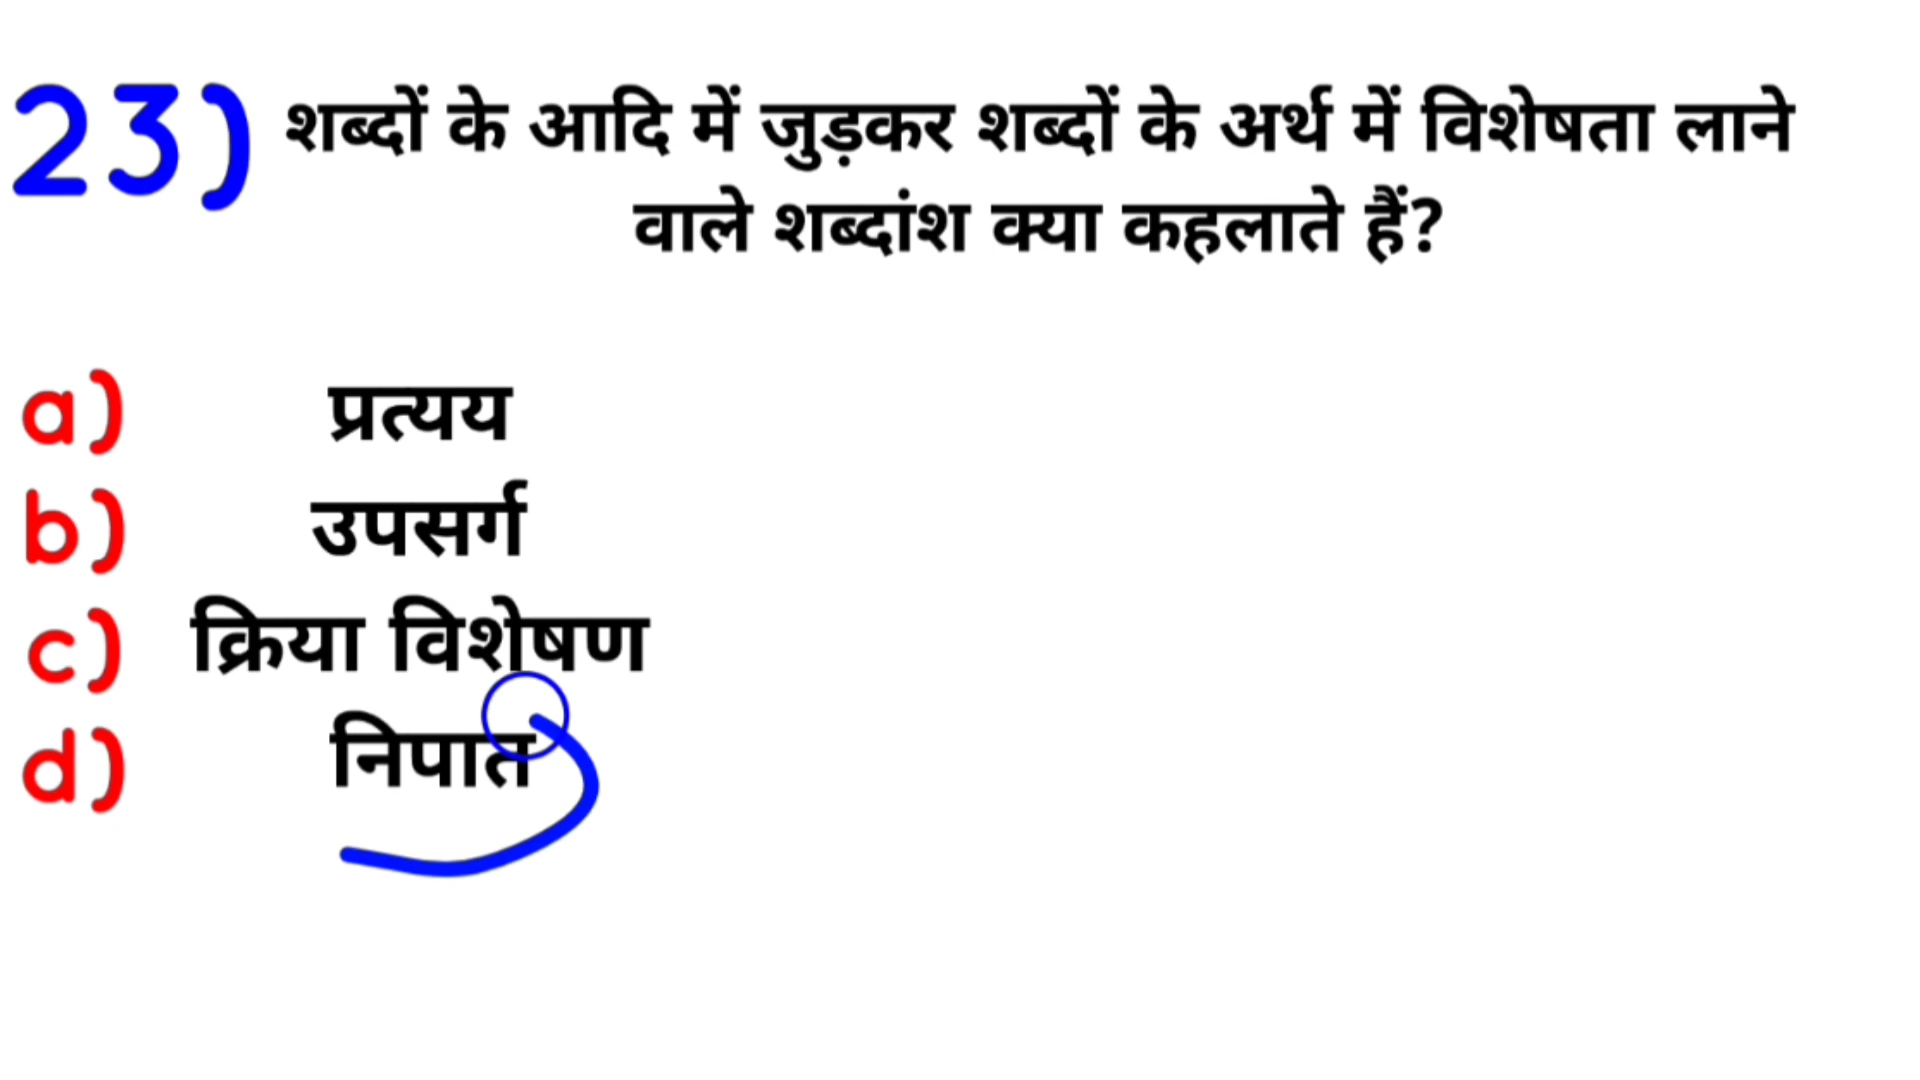 23) शब्दों के आदि में जुड़कर शब्दों के अर्थ में विशेषता लाने
वाले शब्दांश क्या कहलाते हैं?
a) प्रत्यय
b) उपसर्ग
c) क्रिया विशेषण
d) निपात